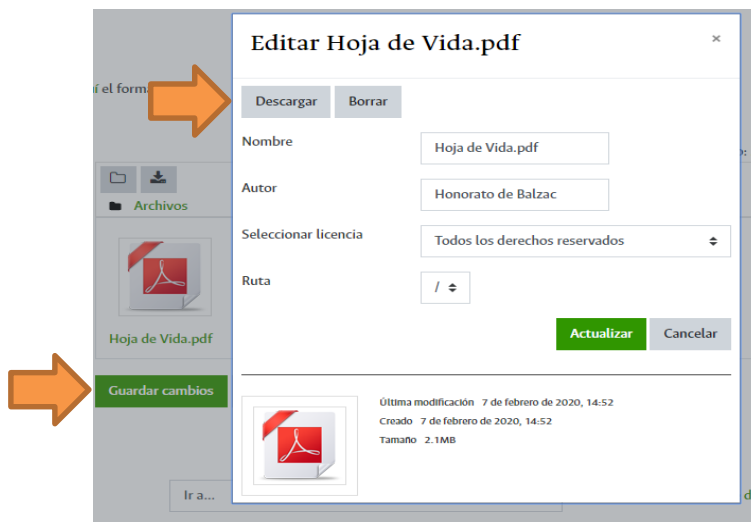 Editar Hoja de Vida.pdf
×
í el form
Descargar Borrar
Nombre Hoja de Vida.pdf
Autor Honorato de Balzac
Archivos
Seleccionar licencia Todos los derechos reservados
Ruta /
Hoja de Vida.pdf
Actualizar Cancelar
Guardar cambios
Última modificación 7 de febrero de 2020, 14:52
Creado 7 de febrero de 2020, 14:52
Tamaño 2.1MB
Ir a...
d